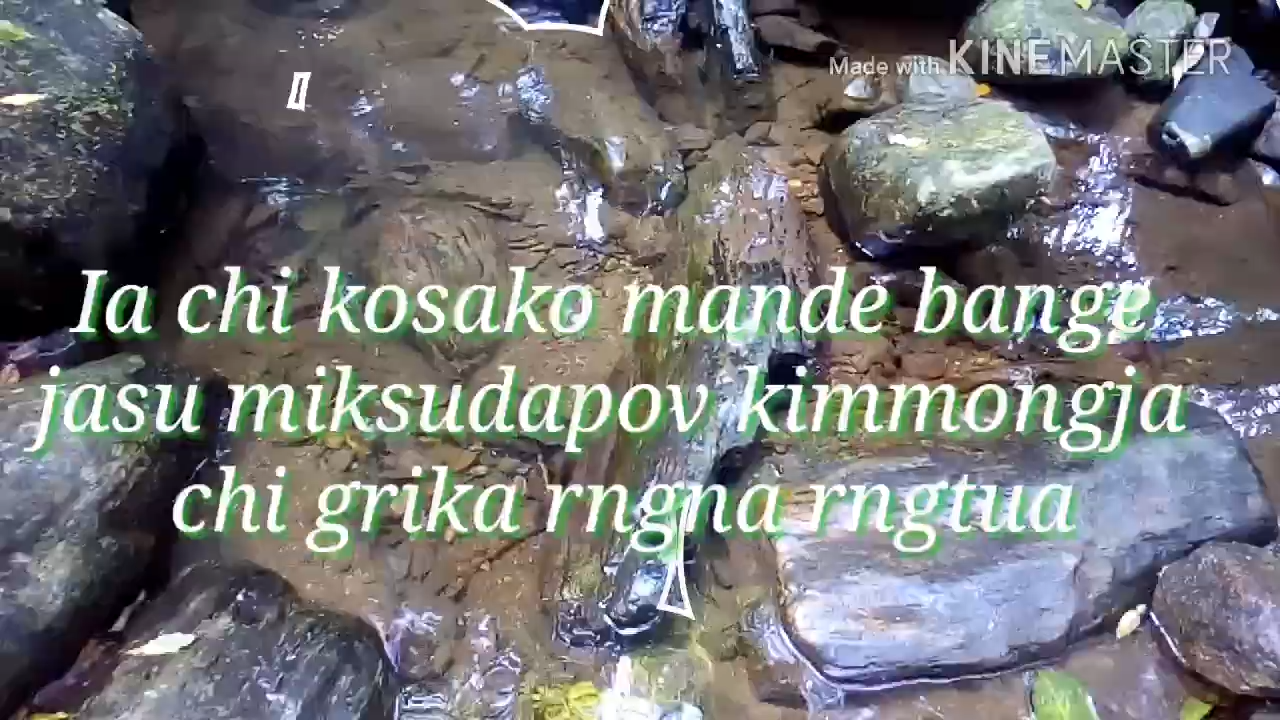 Made with KINEMASTER
Ia chi kosako mande bange
jasu miksudapov kimmongja
chi grika rngna rngtua